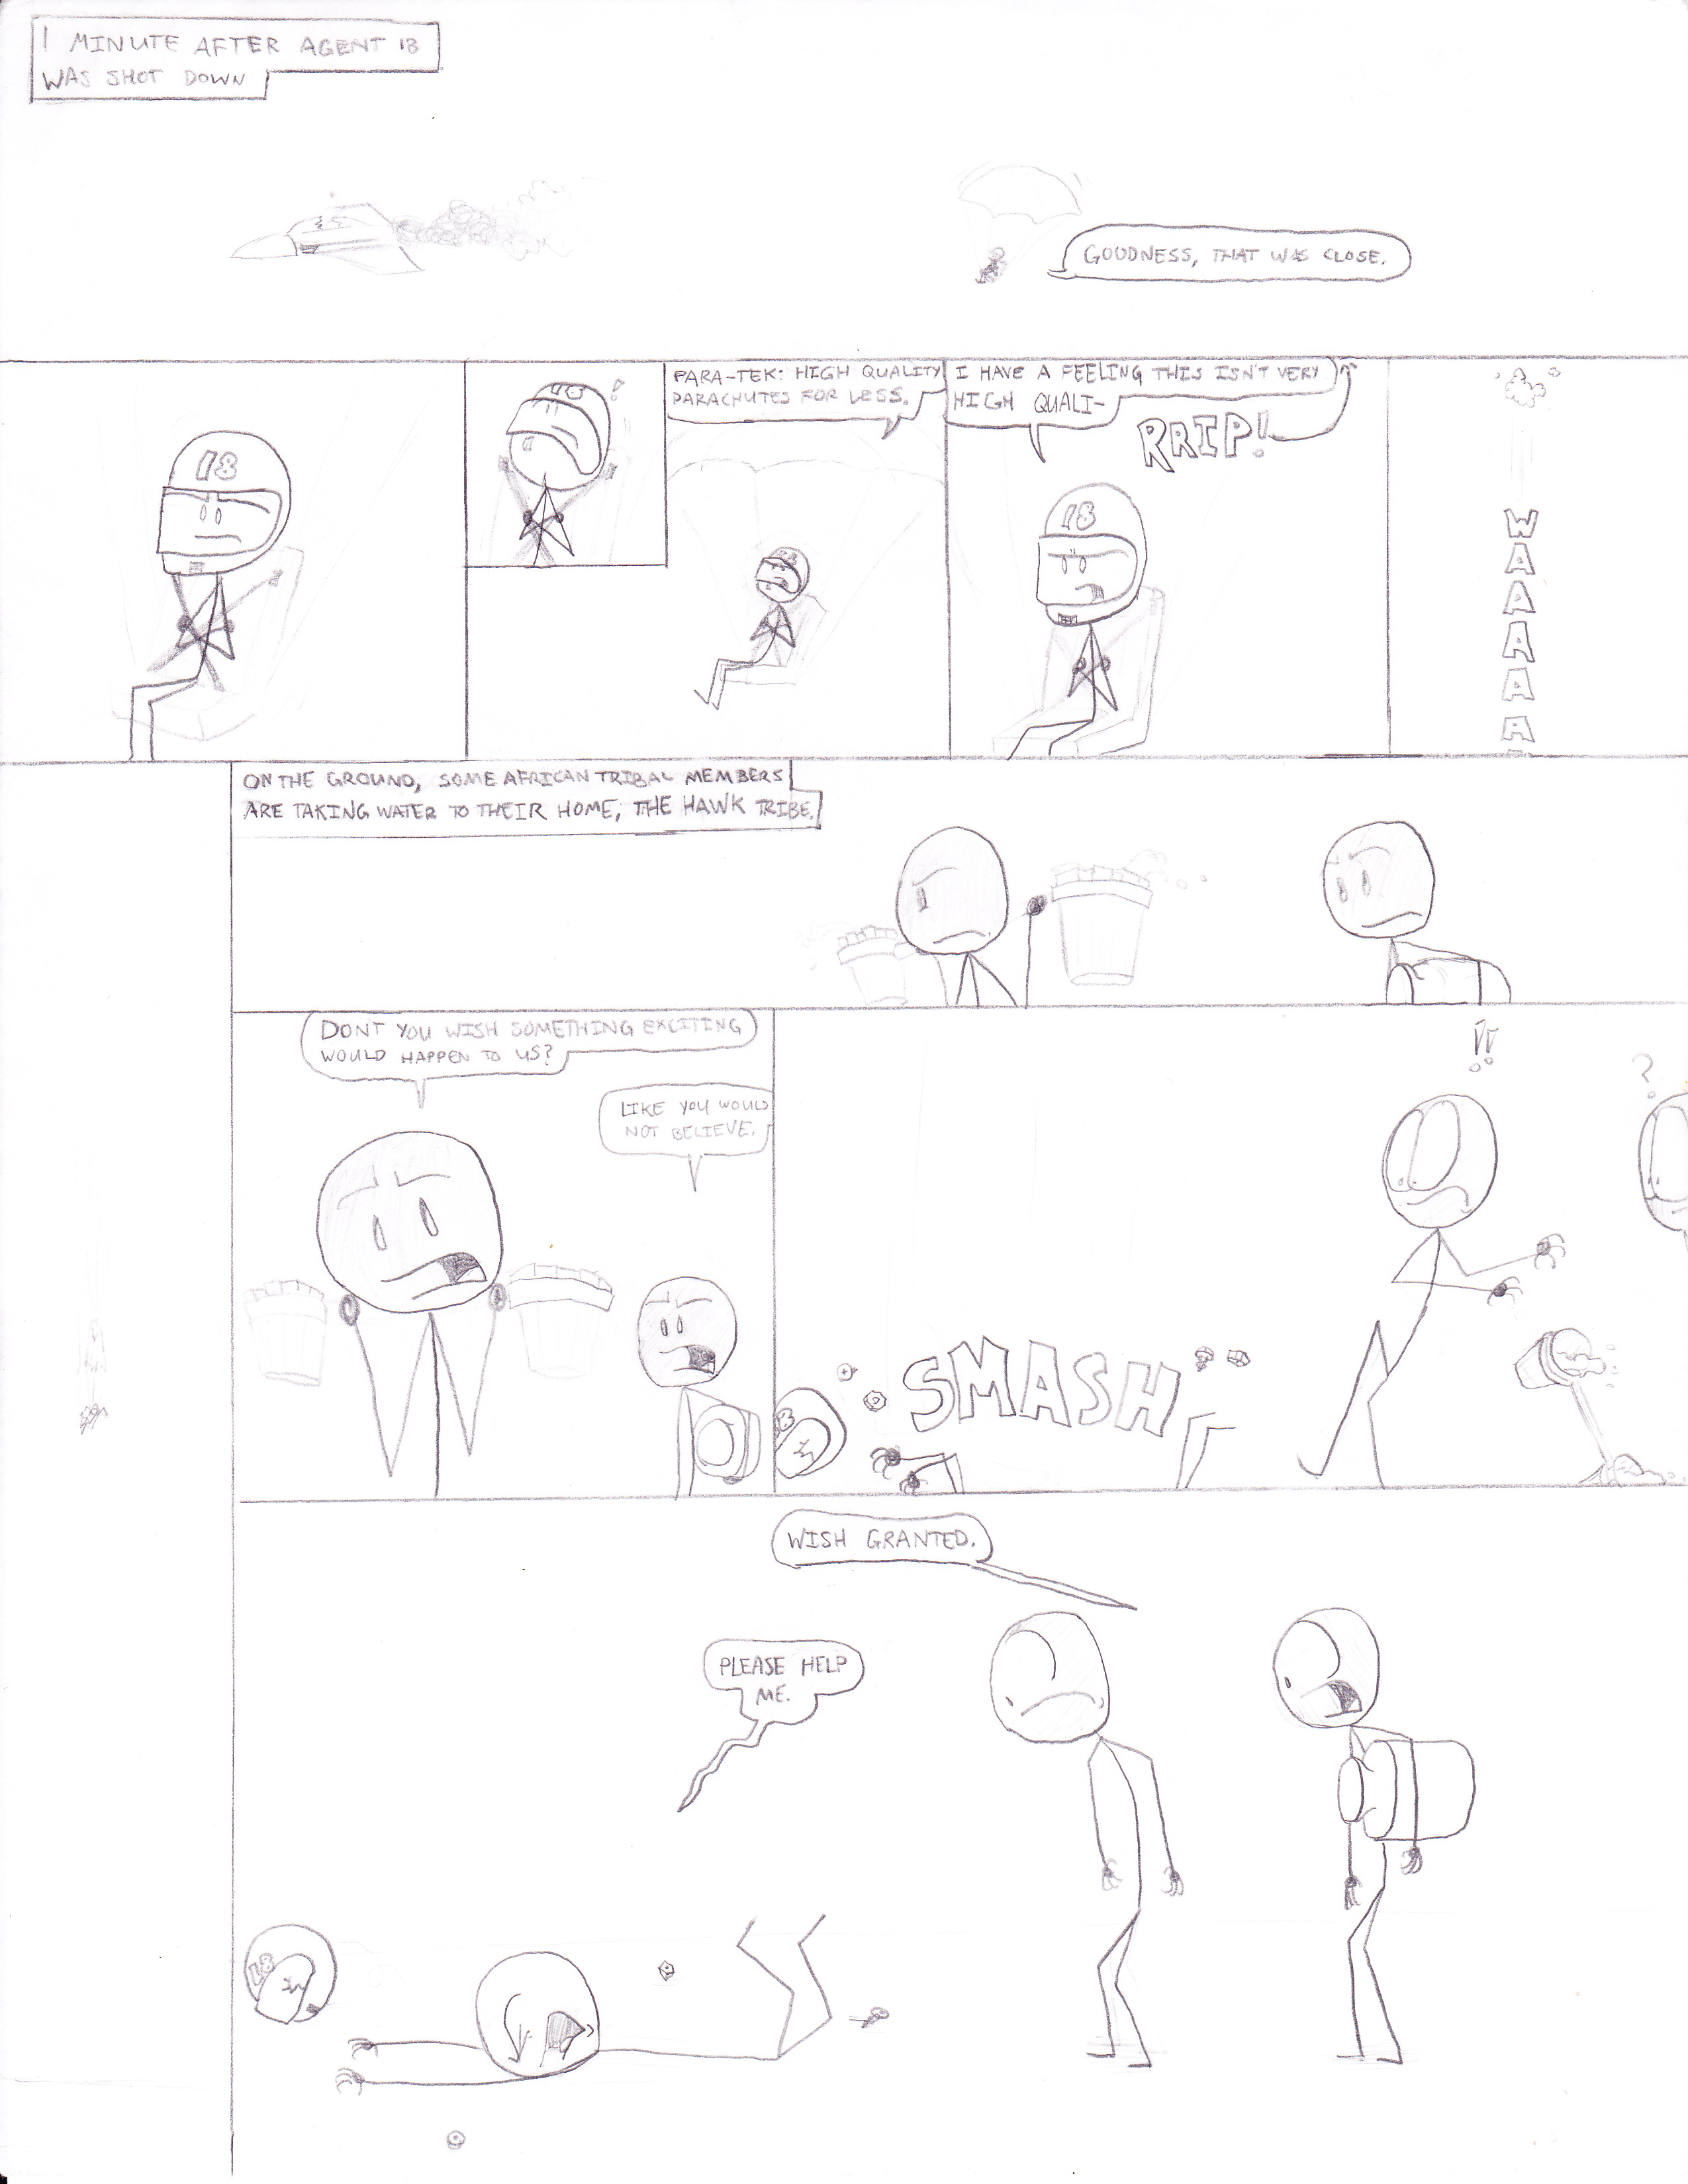 1 MINUTE AFTER AGENT 18
WAS SHOT DOWN
GOODNESS, THAT WAS CLOSE.
18
!
PARA-TEK: HIGH QUALITY
PARACHUTES FOR LESS.
I HAVE A FEELING THIS ISN'T VERY
HIGH QUALI-
RRIP!
18
W
A
A
A
A
A
ON THE GROUND, SOME AFRICAN TRIBAL MEMBERS
ARE TAKING WATER TO THEIR HOME, THE HAWK TRIBE.
DONT YOU WISH SOMETHING EXCITING
WOULD HAPPEN TO US?
LIKE YOU WOULD
NOT BELIEVE.
!!
?
SMASH
WISH GRANTED.
PLEASE HELP
ME.
18